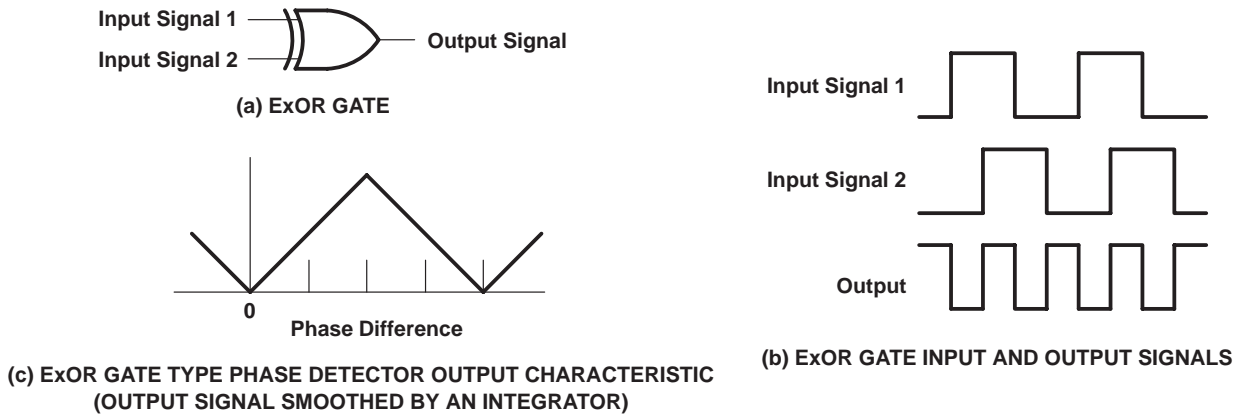 Input Signal 1
Input Signal 2
Output Signal
(a) ExOR GATE
0
Phase Difference
(c) ExOR GATE TYPE PHASE DETECTOR OUTPUT CHARACTERISTIC
(OUTPUT SIGNAL SMOOTHED BY AN INTEGRATOR)
Input Signal 1
Input Signal 2
Output
(b) ExOR GATE INPUT AND OUTPUT SIGNALS